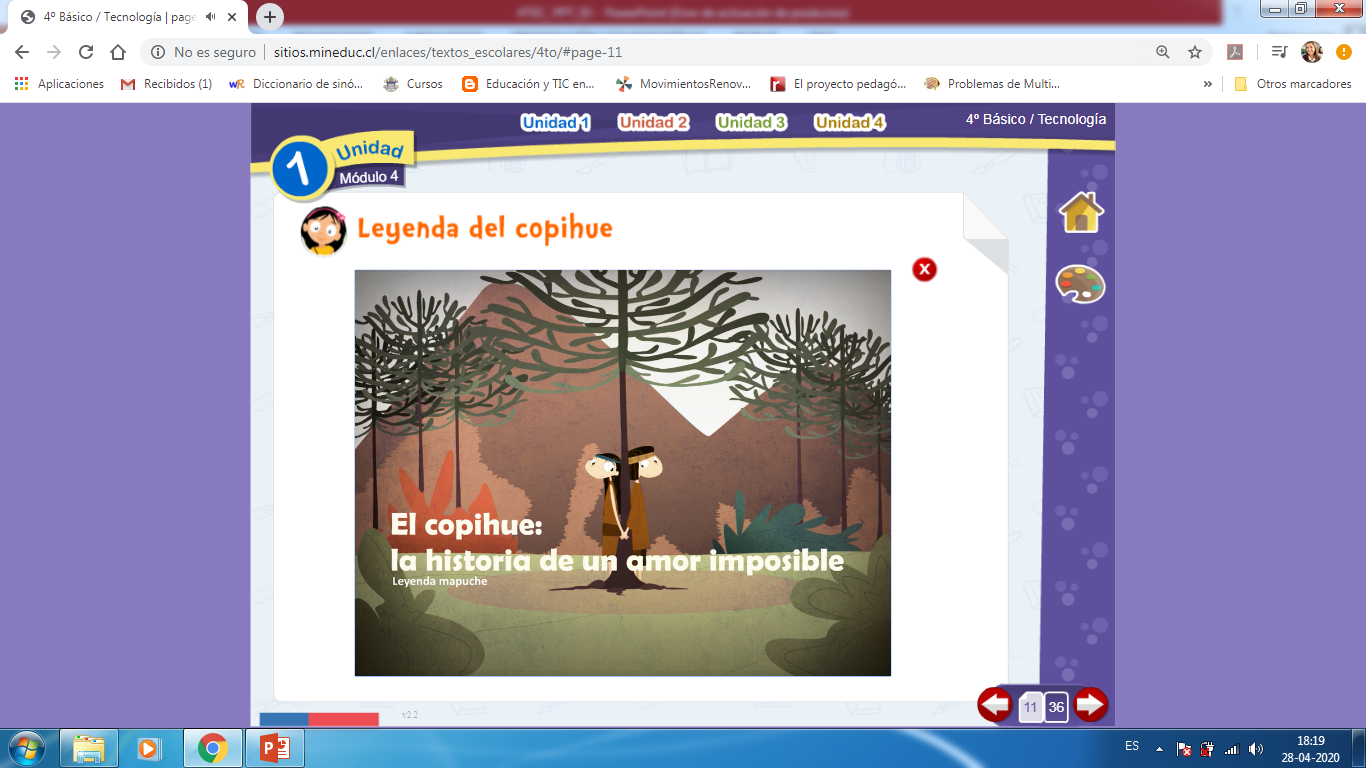 4º Básico / Tecnología | page
No es seguro | sitios.mineduc.cl/enlaces/textos_escolares/4to/#page-11
Aplicaciones Recibidos (1) Diccionario de sinó... Cursos Educación y TIC en... MovimientosRenov... El proyecto pedagó... Problemas de Multi... » Otros marcadores
Unidad 1 Unidad 2 Unidad 3 Unidad 4 4º Básico / Tecnología
1 Unidad
Módulo 4
Leyenda del copihue
X
El copihue:
la historia de un amor imposible
Leyenda mapuche
11 36
v2.2
ES 18:19
28-04-2020